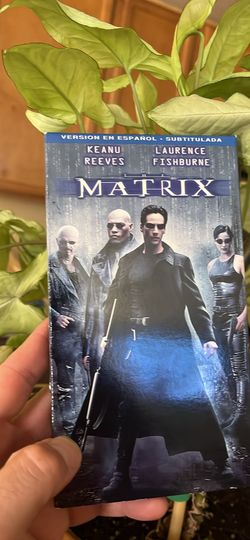 VERSION EN ESPAÑOL • SUBTITULADA
KEANU REEVES
LAURENCE FISHBURNE
THE
MATRIX